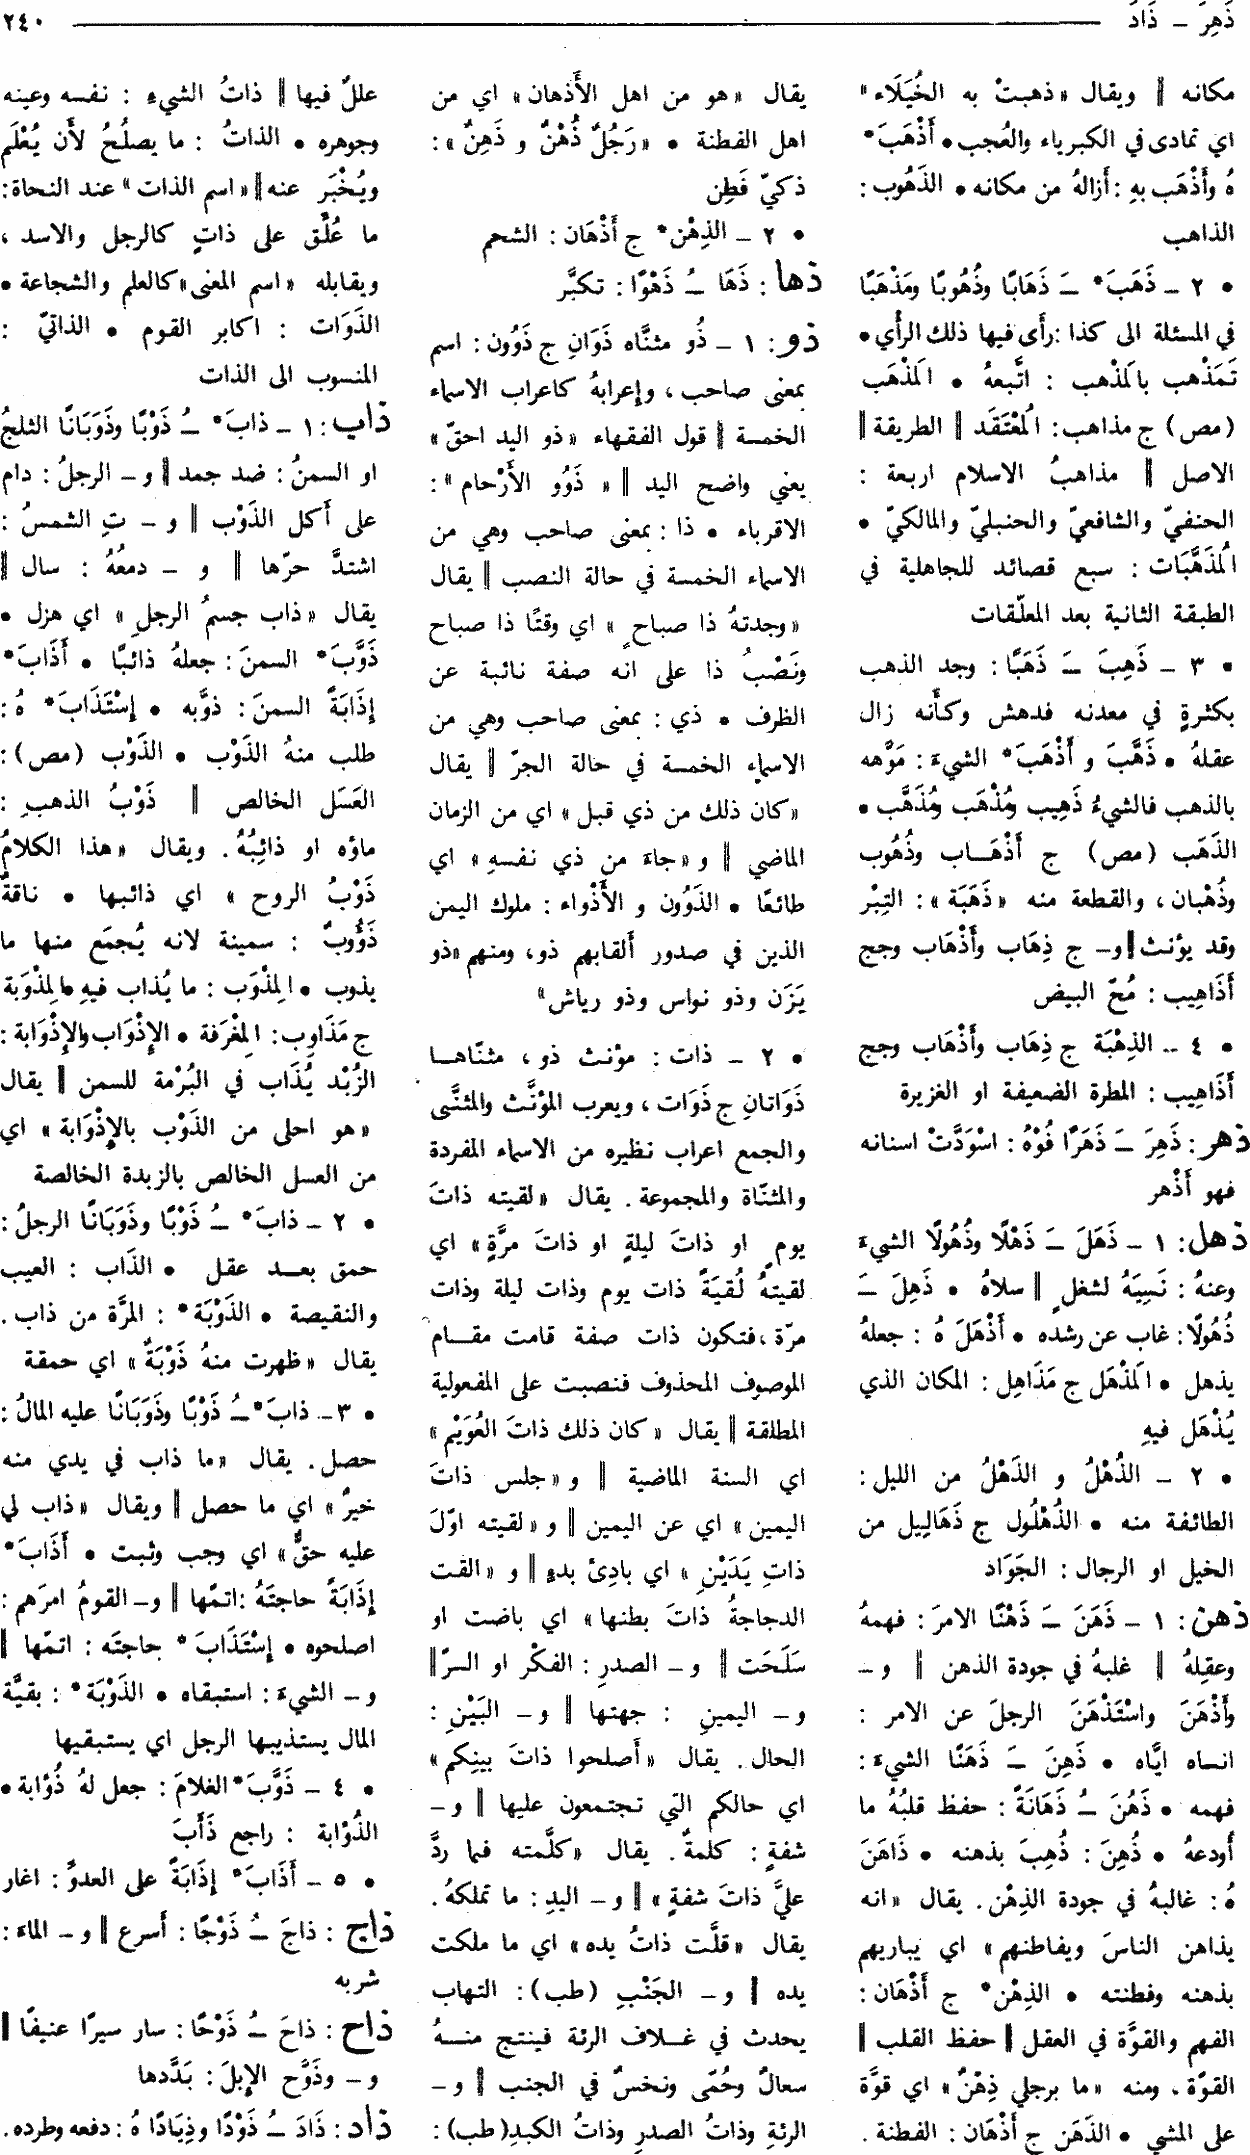 ذَهِرَ – ذَادَ
٢٤٠
مكانه ‖ ويقال «ذهبتْ به الخُيَلَاء»
اي تمادى في الكبرياء والعُجب • أَذْهَبَ*
هُ وأَذْهَب بهِ : أزالهُ من مكانه • الذَهُوب :
الذاهب
• ٢ – ذَهَبَ* ـَ ذَهَابًا وذُهُوبًا ومَذْهَبًا
في المسئلة الى كذا : رأى فيها ذلك الرأي •
تَمَذْهب بالمَذْهب : اتَّبعهُ • المَذْهَب
(مص) ج مذاهب : المُعْتَقَد ‖ الطريقة ‖
الاصل ‖ مذاهبُ الاسلام اربعة :
الحنفيّ والشافعيّ والحنبليّ والمالكيّ •
المُذَهَّبَات : سبع قصائد للجاهلية في
الطبقة الثانية بعد المعلّقات
• ٣ – ذَهِبَ ـَ ذَهَبًا : وجد الذهب
بكثرةٍ في معدنه فدهش وكأنه زال
عقلهُ • ذَهَّبَ و أَذْهَبَ* الشيءَ : مَوَّهه
بالذهب فالشيءُ ذَهِيب ومُذْهَب ومُذَهَّب •
الذَهَب (مص) ج أَذْهَــاب وذُهُوب
وذُهْبان ، والقطعة منه «ذَهَبَة» : التِبْر
وقد يؤنث ‖ و– ج ذِهَاب وأَذْهَاب وجج
أَذَاهِيب : مُحّ البيض
• ٤ – الذِهْبَة ج ذِهَاب وأَذْهَاب وجج
أَذَاهِيب : المطرة الضعيفة او الغزيرة
ذهر : ذَهِرَ ـَ ذَهَرًا فُوْهُ : اسْوَدَّتْ اسنانه
فهو أَذْهر
ذهل : ١ – ذَهَلَ ـَ ذَهْلًا وذُهُولًا الشيءَ
وعنهُ : نَسِيَهُ لشغلٍ ‖ سلاهُ • ذَهِلَ ـَ
ذُهُولًا : غاب عن رشده • أَذْهَلَ هُ : جعلهُ
يذهل • المَذْهَل ج مَذَاهِل : المكان الذي
يُذْهَل فيهِ
• ٢ – الذُهْلُ و الذَهْلُ من الليل :
الطائفة منه • الذُهْلُول ج ذَهَالِيل من
الخيل او الرجال : الجَوَاد
ذهن : ١ – ذَهَنَ ـَ ذَهْنًا الامرَ : فهمهُ
وعقِلهُ ‖ غلبهُ في جودة الذهن ‖ و–
وأَذْهَنَ واسْتَذْهَنَ الرجلَ عن الامر :
انساه ايَّاه • ذَهِنَ ـَ ذَهَنًا الشيءَ :
فهمه • ذَهُنَ ـُ ذَهَانَةً : حفظ قلبُهُ ما
أودعهُ • ذُهِنَ : ذُهِبَ بذهنه • ذَاهَنَ
هُ : غالبهُ في جودة الذِهْن . يقال «انه
يذاهن الناسَ ويفاطنهم» اي يباريهم
بذهنه وفطنته • الذِهْن* ج أَذْهَان :
الفهم والقوَّة في العقل ‖ حفظ القلب ‖
القوّة . ومنه «ما برجلي ذِهْنٌ» اي قوَّة
على المشي • الذَهَن ج أَذْهَان : الفطنة .
يقال «هو من اهل الأَذهان» اي من
اهل الفطنة • «رَجُلٌ ذُهْنٌ و ذَهِنٌ» :
ذكيّ فَطِن
• ٢ – الذِهْن* ج أَذْهَان : الشحم
ذها : ذَهَا ـُ ذَهْوًا : تكبَّر
ذو : ١ – ذُو مثنَّاه ذَوَانِ ج ذَوُون : اسم
بمعنى صاحب ، وإعرابهُ كاعراب الاسماء
الخمسة ‖ قول الفقهاء «ذو اليد احقّ»
يعني واضح اليد ‖ «ذَوُو الأَرْحام» :
الاقرباء • ذا : بمعنى صاحب وهي من
الاسماء الخمسة في حالة النصب ‖ يقال
«وجدتهُ ذا صباحٍ» اي وقتًا ذا صباح
ونَصْبُ ذا على انه صفة نائبة عن
الظرف • ذي : بمعنى صاحب وهي من
الاسماء الخمسة في حالة الجرّ ‖ يقال
«كان ذلك من ذي قبل» اي من الزمان
الماضي ‖ و «جاءَ من ذي نفسهِ» اي
طائعًا • الذَوُون و الأَذْواء : ملوك اليمن
الذين في صدور أَلقابهم ذو ، ومنهم «ذو
يَزَن وذو نواس وذو رياش»
• ٢ – ذات : مؤنث ذو ، مثنّاهــا
ذَوَاتانِ ج ذَوَات ، ويعرب المؤنَّث والمثنَّى
والجمع اعراب نظيره من الاسماء المفردة
والمثنّاة والمجموعة . يقال «لقيته ذاتَ
يومٍ او ذاتَ ليلةٍ او ذاتَ مرَّةٍ» اي
لقيتهُ لُقيَةً ذات يوم وذات ليلة وذات
مرّة ، فتكون ذات صفة قامت مقــام
الموصوف المحذوف فنصبت على المفعولية
المطلقة ‖ يقال «كان ذلك ذاتَ العُوَيْم»
اي السنة الماضية ‖ و «جلس ذاتَ
اليمين» اي عن اليمين ‖ و «لقيته اوّلَ
ذاتِ يَدَيْنِ» اي بادِئ بدءٍ ‖ و «القت
الدجاجةُ ذاتَ بطنها» اي باضت او
سَلَحَت ‖ و– الصدرِ : الفكْر او السرّ ‖
و– اليمينِ : جهتها ‖ و– البَيْنِ :
الحال . يقال «أصلحوا ذاتَ بينِكم»
اي حالكم التي تجتمعون عليها ‖ و–
شفةٍ : كلمةٌ . يقال «كلَّمته فما ردَّ
عليَّ ذاتَ شفةٍ» ‖ و– اليدِ : ما تملكهُ .
يقال «قلَّت ذاتُ يده» اي ما ملكت
يده ‖ و– الجَنْبِ (طب) : التهاب
يحدث في غــلاف الرئة فينتج منــهُ
سعالٌ وحُمّى ونخسٌ في الجنب ‖ و–
الرئةِ وذاتُ الصدرِ وذاتُ الكبدِ (طب) :
عللٌ فيها ‖ ذاتُ الشيءِ : نفسه وعينه
وجوهره • الذاتُ : ما يصلُحُ لأن يُعْلَم
ويُخْبَر عنه ‖ «اسم الذات» عند النحاة :
ما عُلِّق على ذاتٍ كالرجل والاسد ،
ويقابله «اسم المعنى» كالعلم والشجاعة •
الذَوَات : اكابر القوم • الذاتيّ :
المنسوب الى الذات
ذاب : ١ – ذابَ* ـُ ذَوْبًا وذَوَبَانًا الثلجُ
او السمنُ : ضد جمد ‖ و– الرجلُ : دام
على أكل الذَوْب ‖ و– تِ الشمسُ :
اشتدَّ حرّها ‖ و – دمعُهُ : سال ‖
يقال «ذاب جسمُ الرجلِ» اي هزل •
ذَوَّبَ* السمنَ : جعلهُ ذائبًا • أَذَابَ*
إِذَابَةً السمنَ : ذوَّبه • إِسْتَذَابَ* هُ :
طلب منهُ الذَوْب • الذَوْب (مص) :
العَسَل الخالص ‖ ذَوْبُ الذهبِ :
ماؤه او ذائِبُهُ . ويقال «هذا الكلامُ
ذَوْبُ الروح» اي ذائبها • ناقةٌ
ذَؤُوبٌ : سمينة لانه يُجمَع منها ما
يذوب • المِذْوَب : ما يُذاب فيهِ • المِذْوَبَة
ج مَذَاوِب : المِغْرَفة • الإِذْوَاب والإِذْوَابة :
الزُبْد يُذَاب في البُرْمة للسمن ‖ يقال
«هو احلى من الذَوْب بالإِذْوَابة» اي
من العسل الخالص بالزبدة الخالصة
• ٢ – ذابَ* ـُ ذَوْبًا وذَوَبَانًا الرجلُ :
حمق بعــد عقل • الذَاب : العيب
والنقيصة • الذَوْبَة* : المرَّة من ذاب .
يقال «ظهرت منهُ ذَوْبَةٌ» اي حمقة
• ٣ – ذابَ* ـُ ذَوْبًا وذَوَبَانًا عليه المالُ :
حصل . يقال «ما ذاب في يدي منه
خيرٌ» اي ما حصل ‖ ويقال «ذاب لي
عليه حقٌّ» اي وجب وثبت • أَذَابَ*
إِذَابَةً حاجتَهُ : اتمّها ‖ و– القومُ امرَهم :
اصلحوه • إِسْتَذَابَ* حاجتَه : اتمّها ‖
و– الشيءَ : استبقاه • الذَوْبَة* : بقيَّة
المال يستذيبها الرجل اي يستبقيها
• ٤ – ذَوَّبَ* الغلامَ : جعل لهُ ذُؤَابة •
الذُؤَابة : راجع ذَأَبَ
• ٥ – أَذَابَ* إِذَابَةً على العدوِّ : اغار
ذاج : ذاجَ ـُ ذَوْجًا : أسرع ‖ و– الماءَ :
شربه
ذاح : ذاحَ ـُ ذَوْحًا : سار سيرًا عنيفًا ‖
و– وذَوَّح الإِبلَ : بَدَّدها
ذاد : ذَادَ ـُ ذَوْدًا وذِيَادًا هُ : دفعه وطرده .